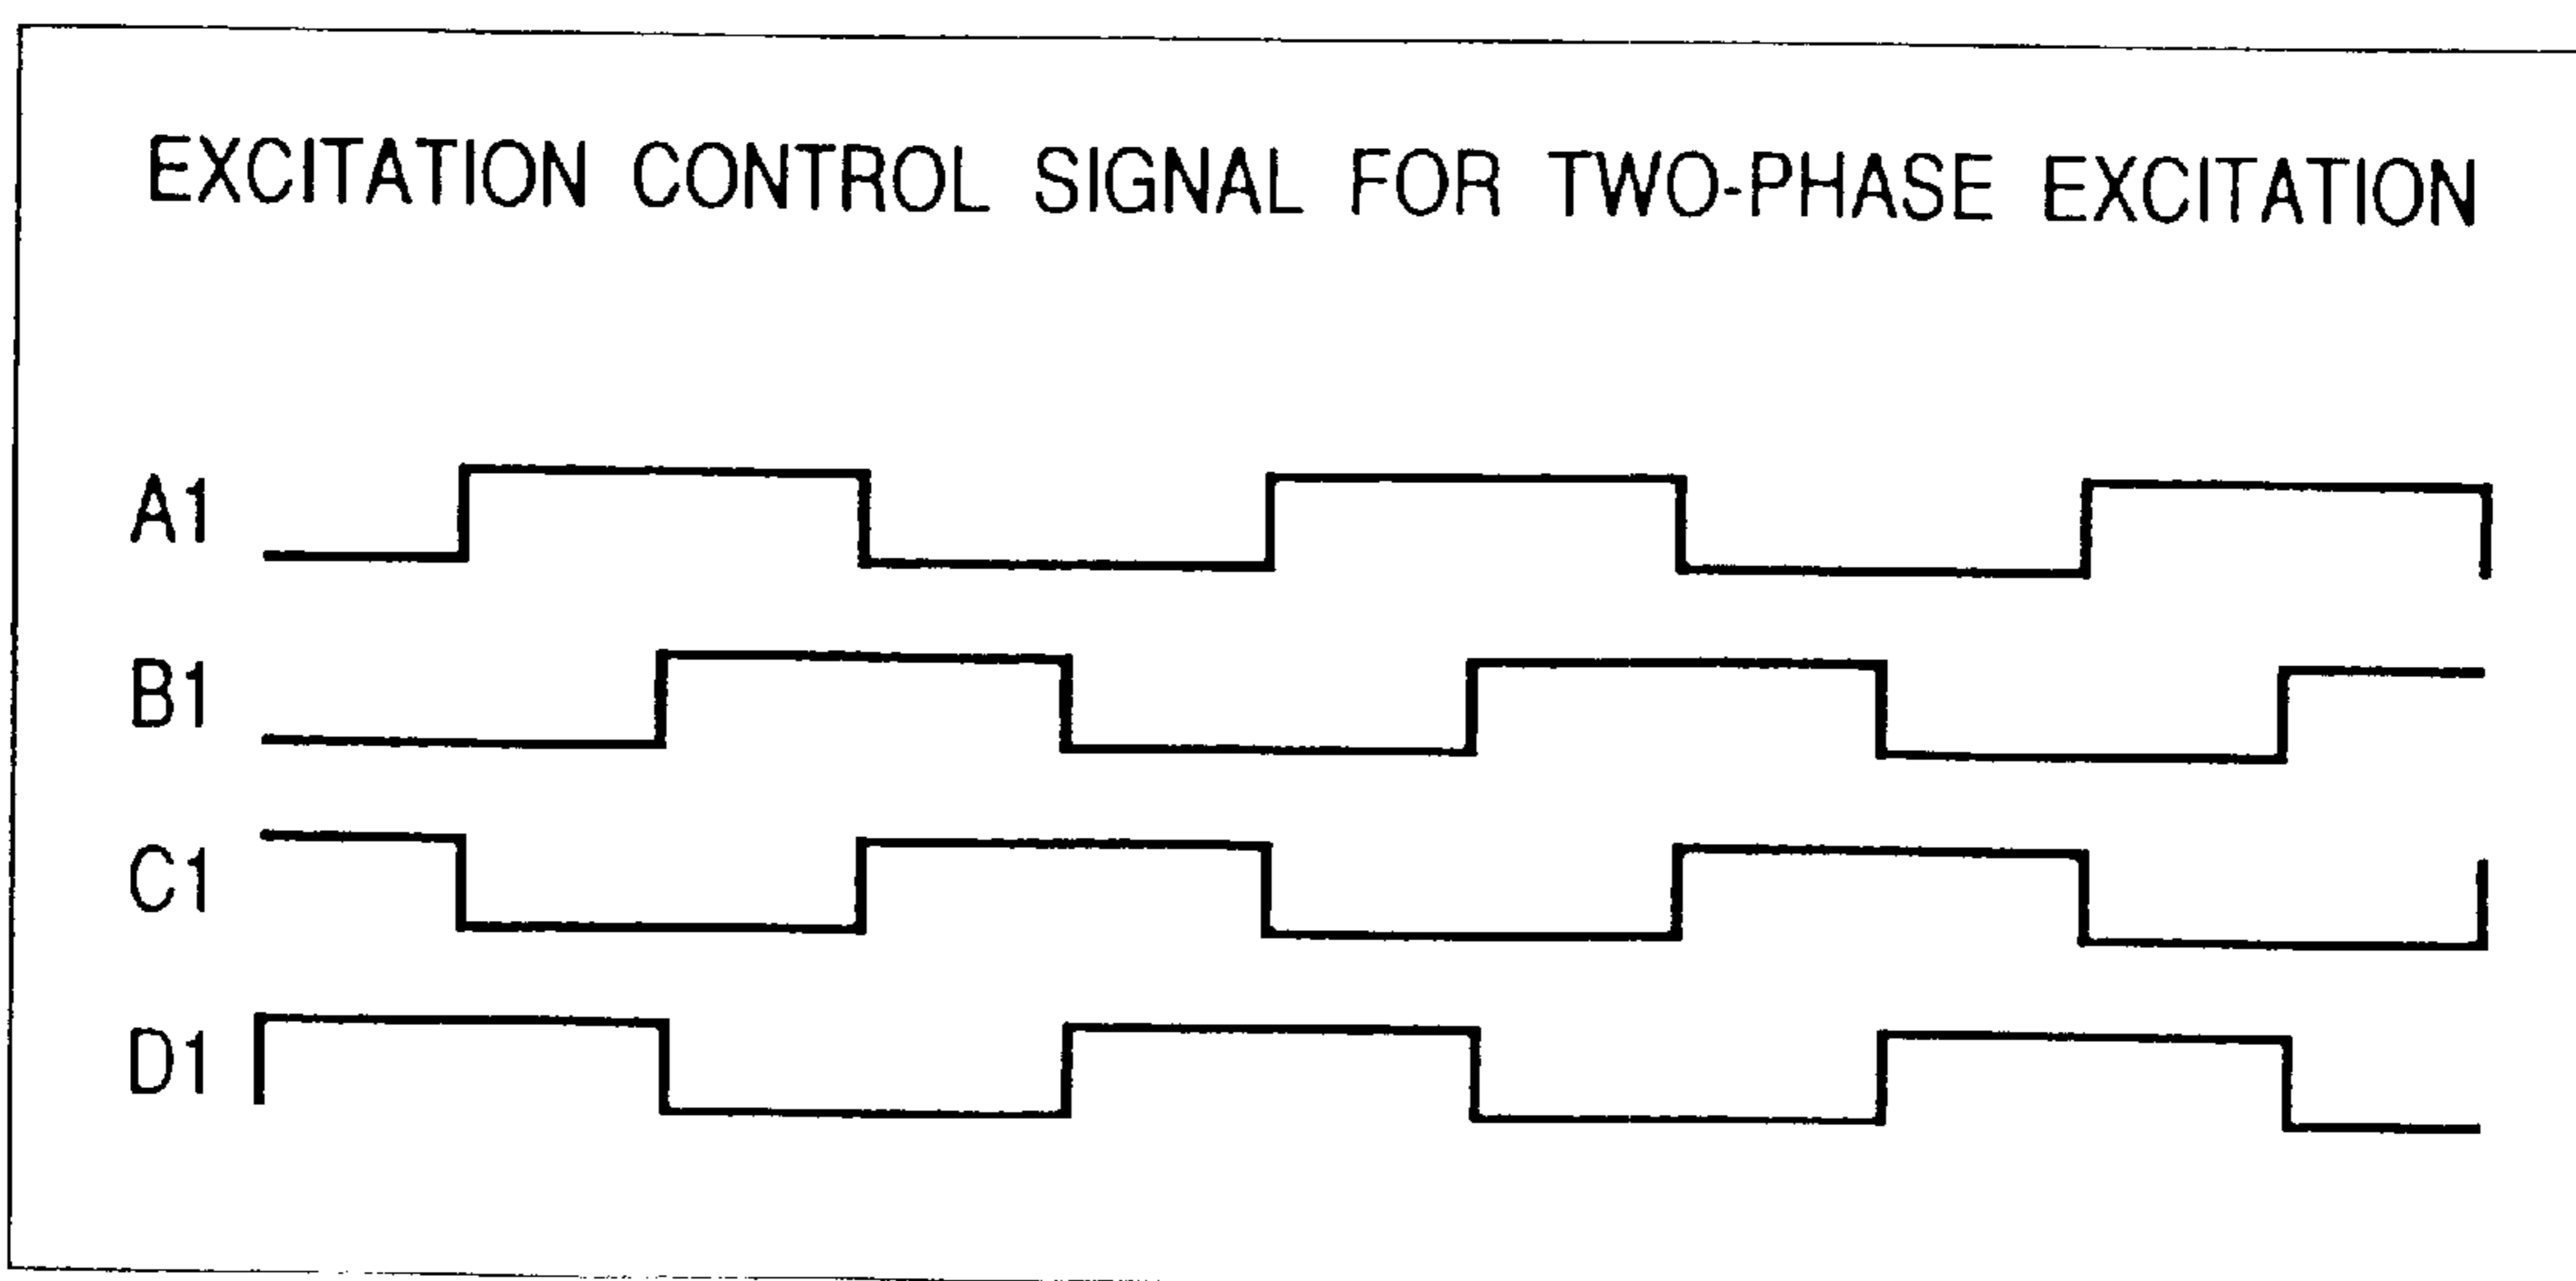 EXCITATION CONTROL SIGNAL FOR TWO-PHASE EXCITATION
A1
B1
C1
D1